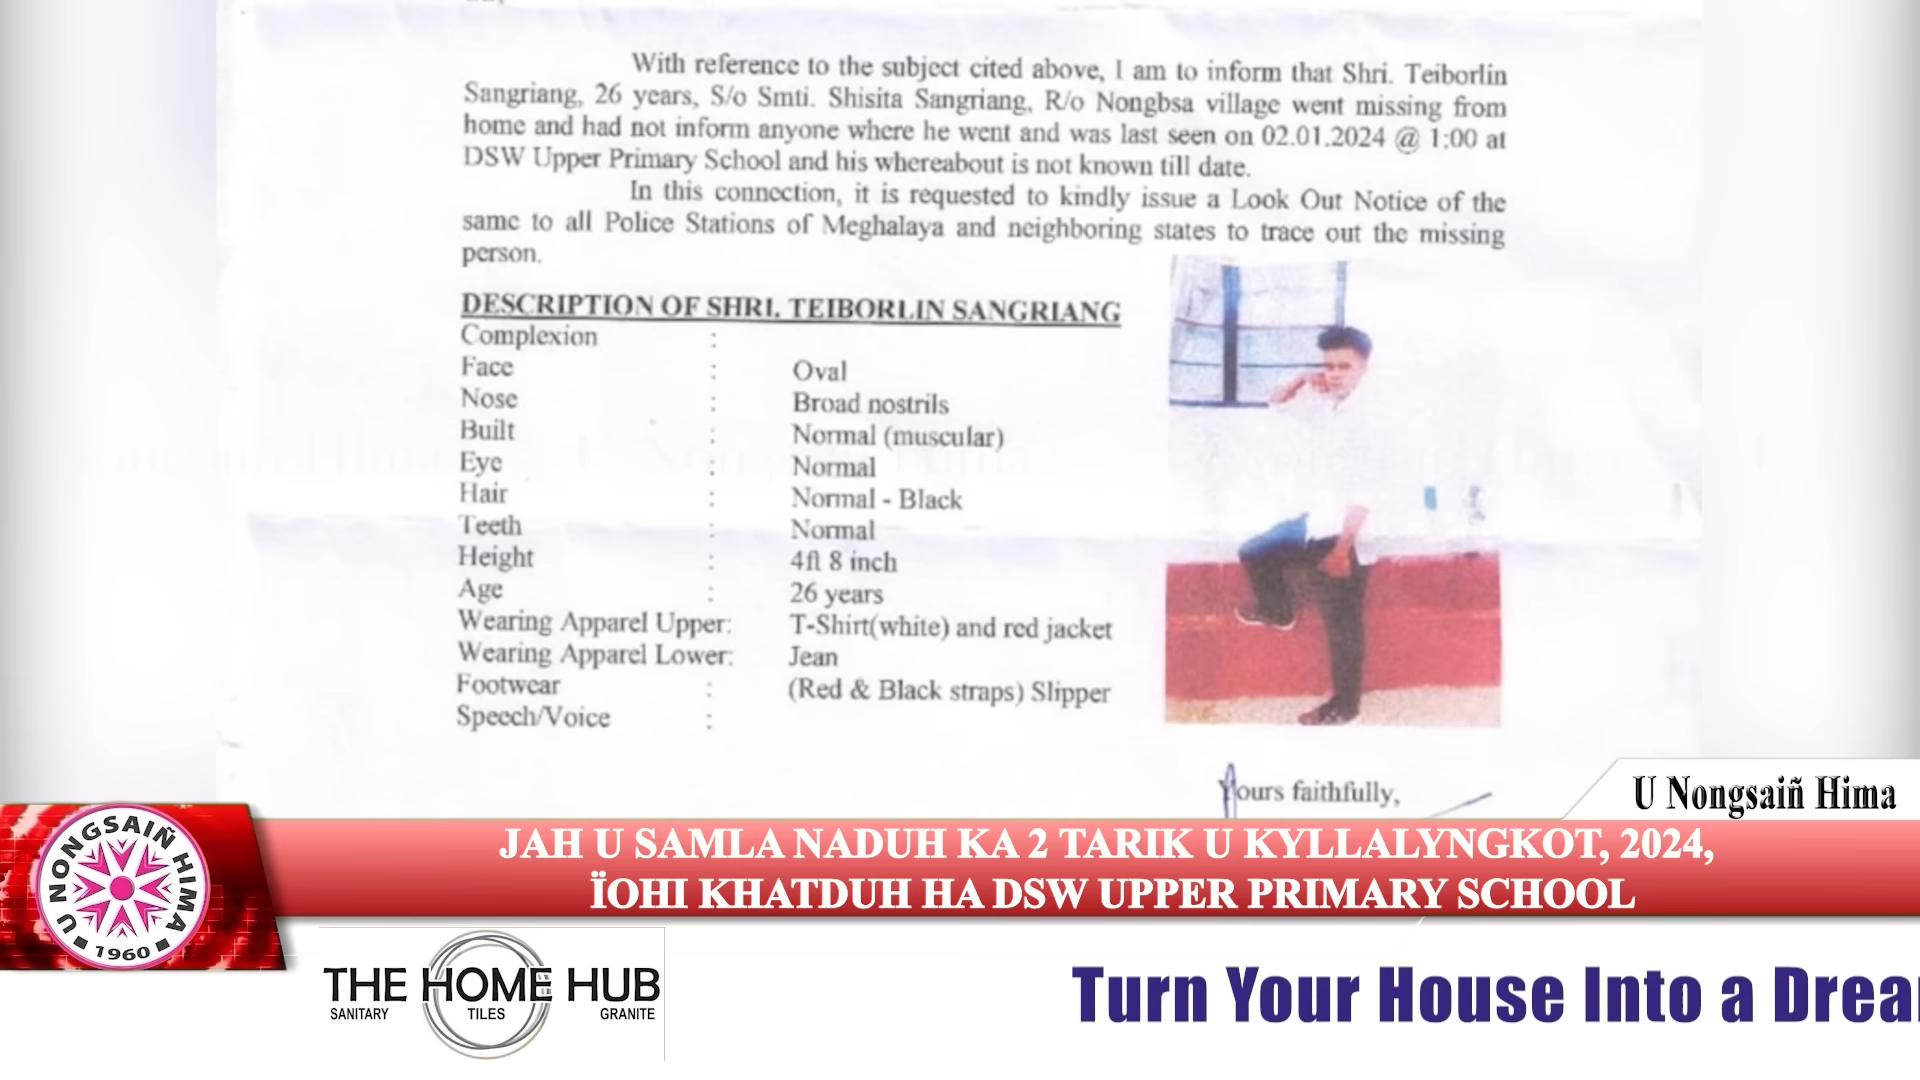 With reference to the subject cited above, I am to inform that Shri. Teiborlin
Sangriang, 26 years, S/o Smti. Shisita Sangriang, R/o Nongbsa village went missing from
home and had not inform anyone where he went and was last seen on 02.01.2024 @ 1:00 at
DSW Upper Primary School and his whereabout is not known till date.
In this connection, it is requested to kindly issue a Look Out Notice of the
same to all Police Stations of Meghalaya and neighboring states to trace out the missing
person.
DESCRIPTION OF SHRI. TEIBORLIN SANGRIANG
Complexion :
Face : Oval
Nose : Broad nostrils
Built : Normal (muscular)
Eye : Normal
Hair : Normal - Black
Teeth : Normal
Height : 4ft 8 inch
Age : 26 years
Wearing Apparel Upper: T-Shirt(white) and red jacket
Wearing Apparel Lower: Jean
Footwear : (Red & Black straps) Slipper
Speech/Voice :
Yours faithfully,
U Nongsaiñ Hima
JAH U SAMLA NADUH KA 2 TARIK U KYLLALYNGKOT, 2024,
ÏOHI KHATDUH HA DSW UPPER PRIMARY SCHOOL
U NONGSAIÑ HIMA
1960
THE HOME HUB
SANITARY TILES GRANITE
Turn Your House Into a Drea